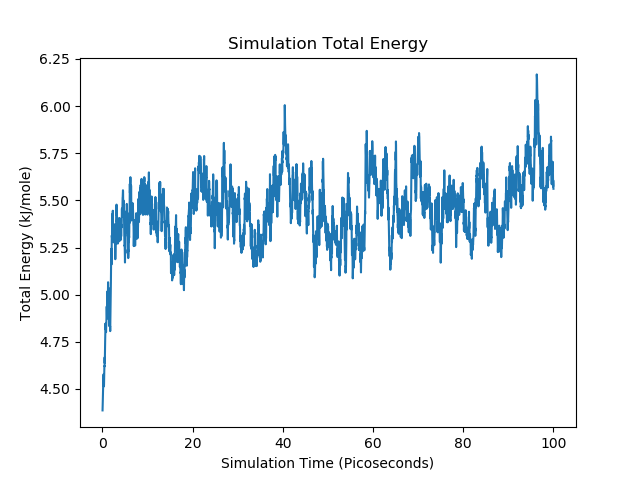 Simulation Total Energy
Total Energy (kJ/mole)
6.25
6.00
5.75
5.50
5.25
5.00
4.75
4.50
0 20 40 60 80 100
Simulation Time (Picoseconds)